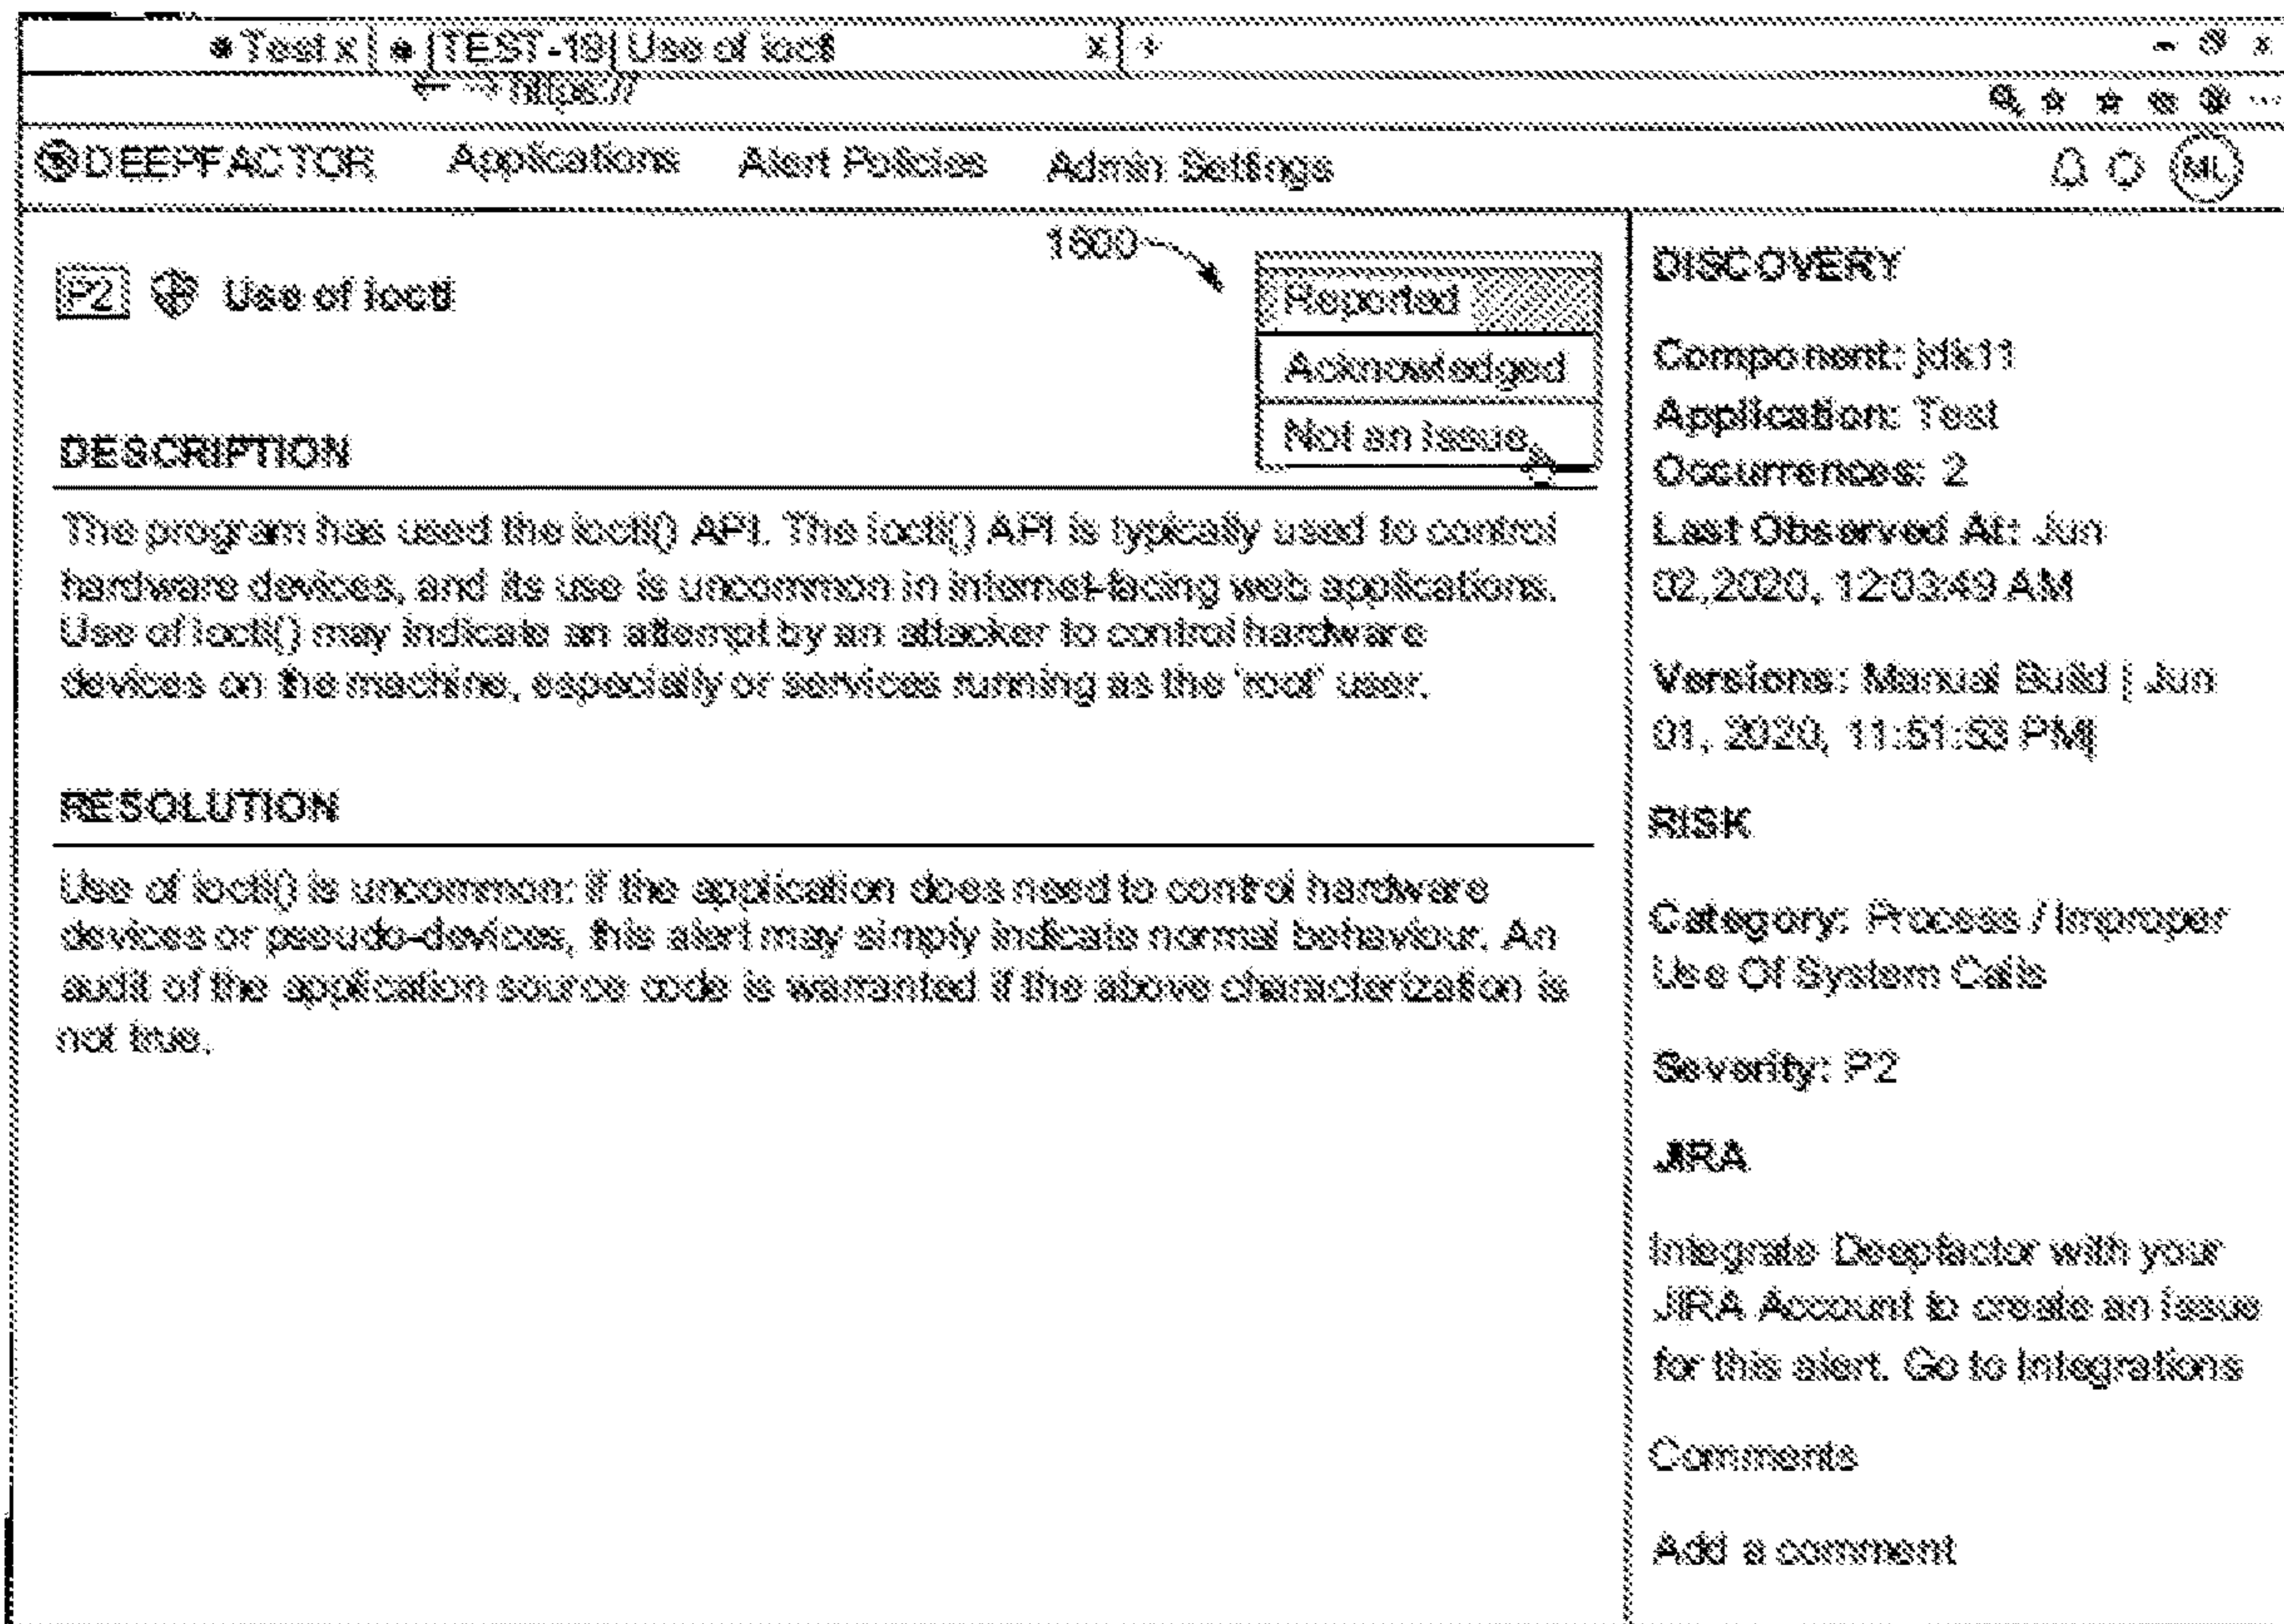 Test x [TEST-19] Use of ioctl x +
← → https://
DEEPFACTOR Applications Alert Policies Admin Settings ML
1600
P2 Use of ioctl
Reported
Acknowledged
Not an issue
DESCRIPTION
The program has used the ioctl() API. The ioctl() API is typically used to control
hardware devices, and its use is uncommon in internet-facing web applications.
Use of ioctl() may indicate an attempt by an attacker to control hardware
devices on the machine, especially or services running as the 'root' user.
RESOLUTION
Use of ioctl() is uncommon: if the application does need to control hardware
devices or pseudo-devices, this alert may simply indicate normal behaviour. An
audit of the application source code is warranted if the above characterization is
not true.
DISCOVERY
Component: jdk11
Application: Test
Occurrences: 2
Last Observed At: Jun
02,2020, 12:03:49 AM
Versions: Manual Build | Jun
01, 2020, 11:51:53 PM|
RISK
Category: Process / Improper
Use Of System Calls
Severity: P2
JIRA
Integrate Deepfactor with your
JIRA Account to create an issue
for this alert. Go to Integrations
Comments
Add a comment